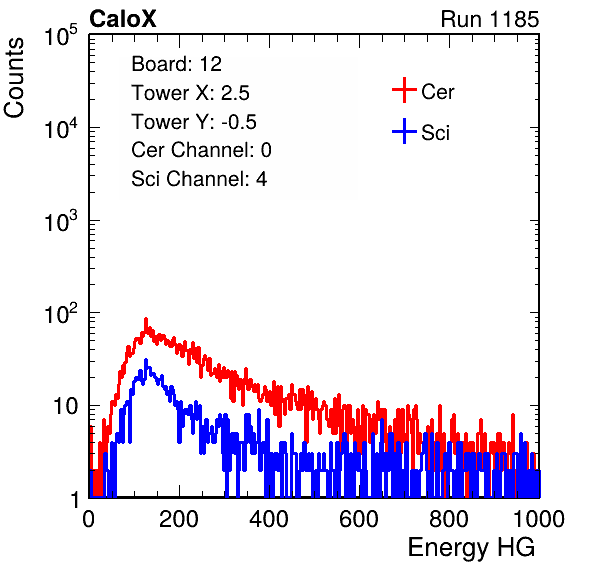 CaloX Run 1185
Counts
10^5
10^4
10^3
10^2
10
1
Board: 12
Tower X: 2.5
Tower Y: -0.5
Cer Channel: 0
Sci Channel: 4
Cer
Sci
0 200 400 600 800 1000
Energy HG